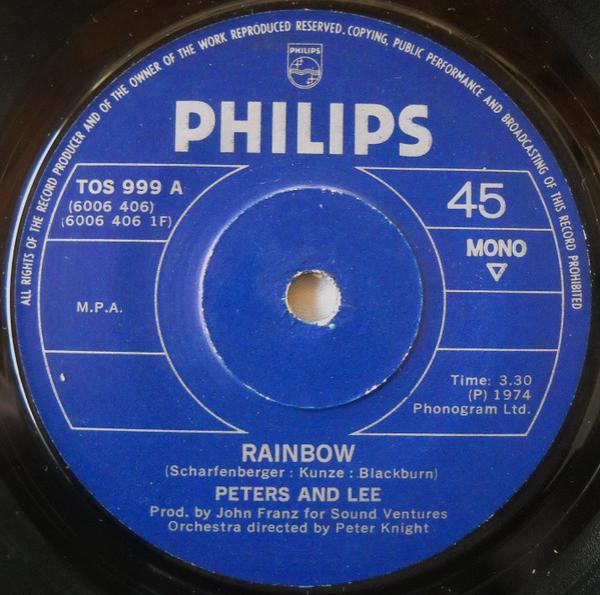 ALL RIGHTS OF THE RECORD PRODUCER AND OF THE OWNER OF THE WORK REPRODUCED RESERVED. COPYING, PUBLIC PERFORMANCE AND BROADCASTING OF THIS RECORD PROHIBITED
PHILIPS
PHILIPS
TOS 999 A
(6006 406)
(6006 406 1F)
45
MONO
M.P.A.
Time: 3.30
(P) 1974
Phonogram Ltd.
RAINBOW
(Scharfenberger : Kunze : Blackburn)
PETERS AND LEE
Prod. by John Franz for Sound Ventures
Orchestra directed by Peter Knight